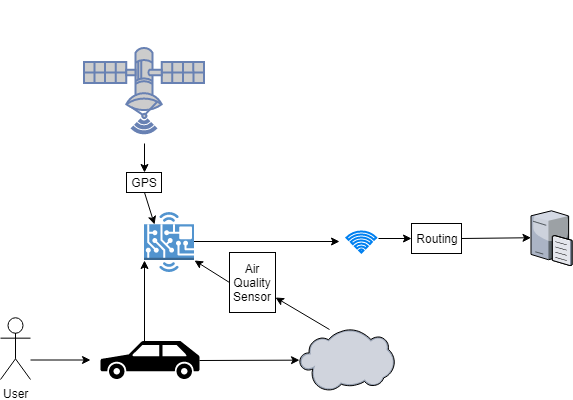 GPS
Routing
Air
Quality
Sensor
User